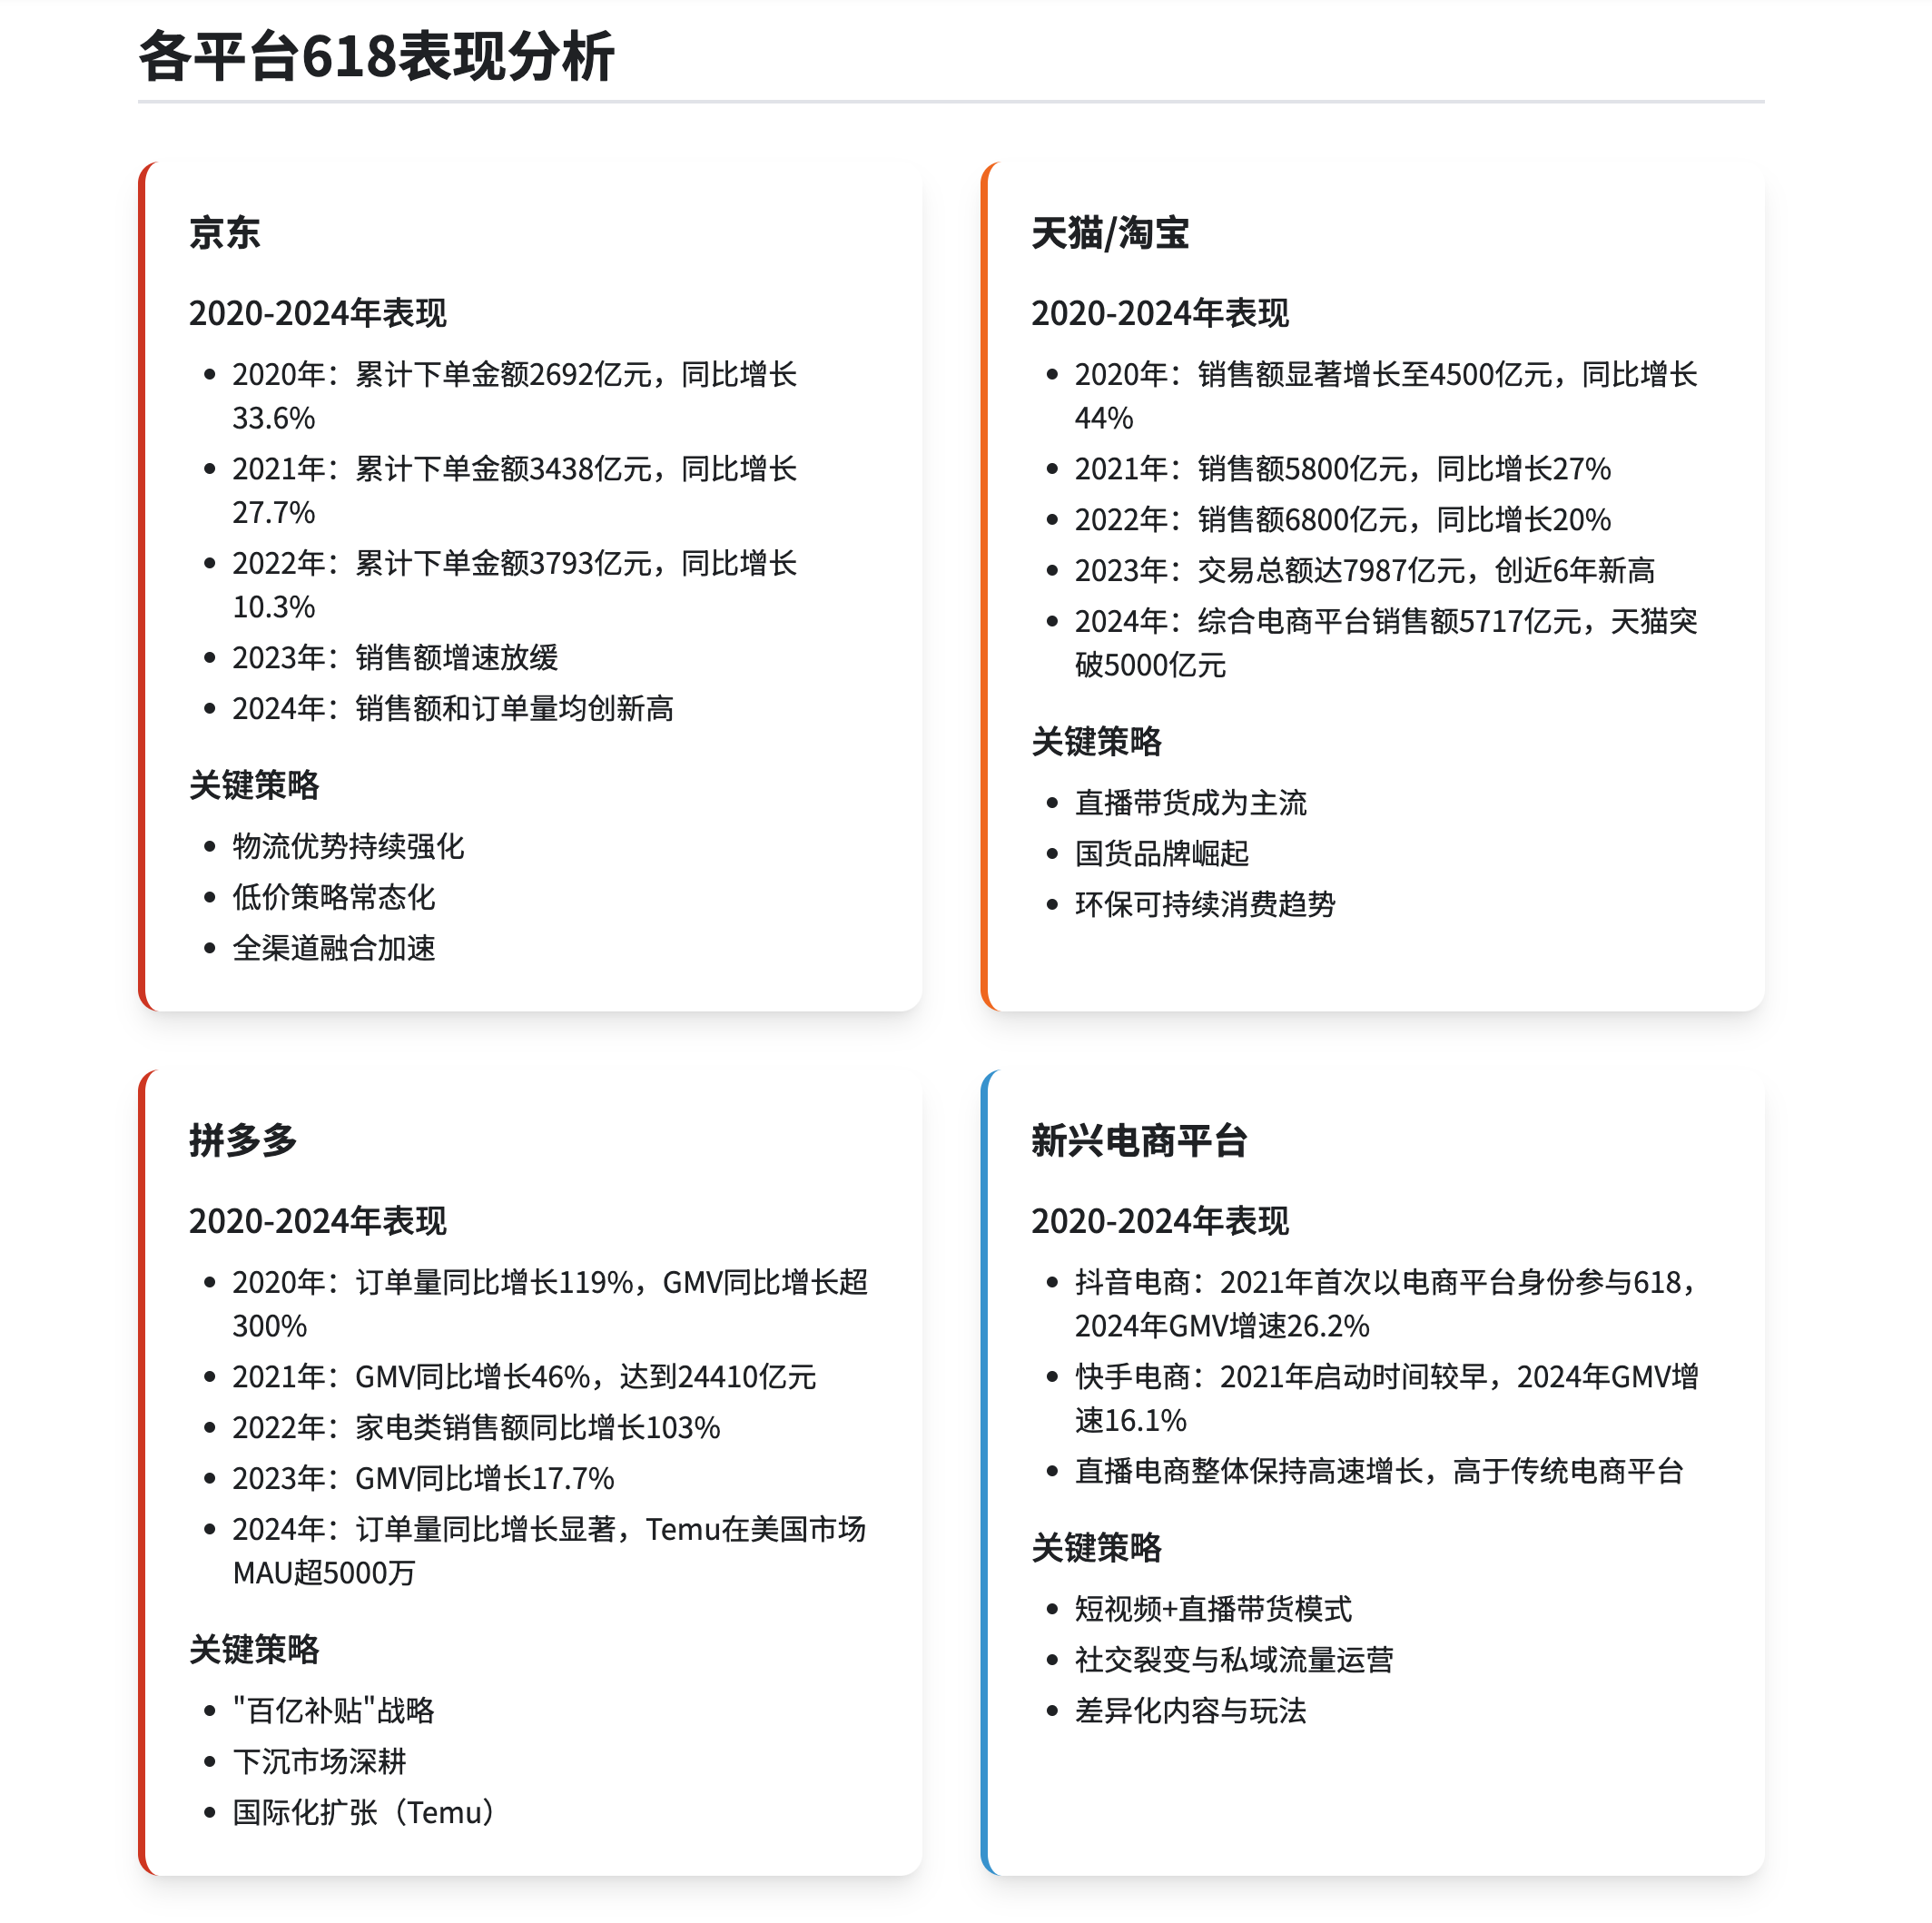 各平台618表现分析
京东
2020-2024年表现
2020年：累计下单金额2692亿元，同比增长
33.6%
2021年：累计下单金额3438亿元，同比增长
27.7%
2022年：累计下单金额3793亿元，同比增长
10.3%
2023年：销售额增速放缓
2024年：销售额和订单量均创新高
关键策略
物流优势持续强化
低价策略常态化
全渠道融合加速
天猫/淘宝
2020-2024年表现
2020年：销售额显著增长至4500亿元，同比增长
44%
2021年：销售额5800亿元，同比增长27%
2022年：销售额6800亿元，同比增长20%
2023年：交易总额达7987亿元，创近6年新高
2024年：综合电商平台销售额5717亿元，天猫突
破5000亿元
关键策略
直播带货成为主流
国货品牌崛起
环保可持续消费趋势
拼多多
2020-2024年表现
2020年：订单量同比增长119%，GMV同比增长超
300%
2021年：GMV同比增长46%，达到24410亿元
2022年：家电类销售额同比增长103%
2023年：GMV同比增长17.7%
2024年：订单量同比增长显著，Temu在美国市场
MAU超5000万
关键策略
"百亿补贴"战略
下沉市场深耕
国际化扩张（Temu）
新兴电商平台
2020-2024年表现
抖音电商：2021年首次以电商平台身份参与618，
2024年GMV增速26.2%
快手电商：2021年启动时间较早，2024年GMV增
速16.1%
直播电商整体保持高速增长，高于传统电商平台
关键策略
短视频+直播带货模式
社交裂变与私域流量运营
差异化内容与玩法